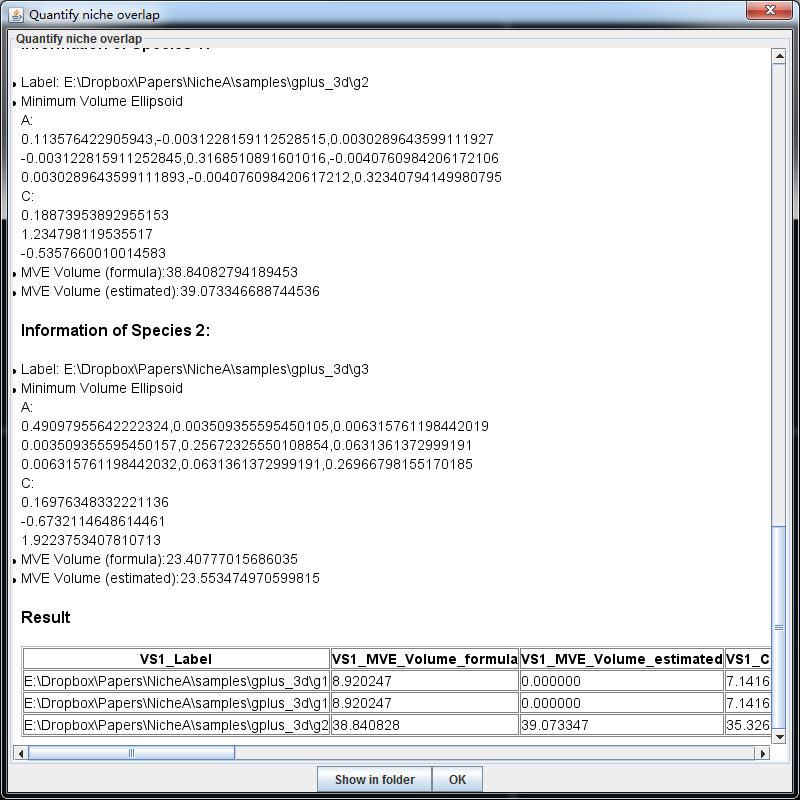 Quantify niche overlap
Quantify niche overlap
Information of Species 1:
Label: E:\Dropbox\Papers\NicheA\samples\gplus_3d\g2
Minimum Volume Ellipsoid
A:
0.113576422905943,-0.0031228159112528515,0.0030289643599111927
-0.003122815911252845,0.3168510891601016,-0.0040760984206172106
0.0030289643599111893,-0.004076098420617212,0.32340794149980795
C:
0.18873953892955153
1.234798119535517
-0.5357660010014583
MVE Volume (formula):38.84082794189453
MVE Volume (estimated):39.073346688744536
Information of Species 2:
Label: E:\Dropbox\Papers\NicheA\samples\gplus_3d\g3
Minimum Volume Ellipsoid
A:
0.49097955642222324,0.003509355595450105,0.006315761198442019
0.003509355595450157,0.25672325550108854,0.0631361372999191
0.006315761198442032,0.0631361372999191,0.26966798155170185
C:
0.16976348332221136
-0.6732114648614461
1.9223753407810713
MVE Volume (formula):23.40777015686035
MVE Volume (estimated):23.553474970599815
Result
VS1_Label VS1_MVE_Volume_formula VS1_MVE_Volume_estimated VS1_C
E:\Dropbox\Papers\NicheA\samples\gplus_3d\g1 8.920247 0.000000 7.1416
E:\Dropbox\Papers\NicheA\samples\gplus_3d\g1 8.920247 0.000000 7.1416
E:\Dropbox\Papers\NicheA\samples\gplus_3d\g2 38.840828 39.073347 35.326
Show in folder OK